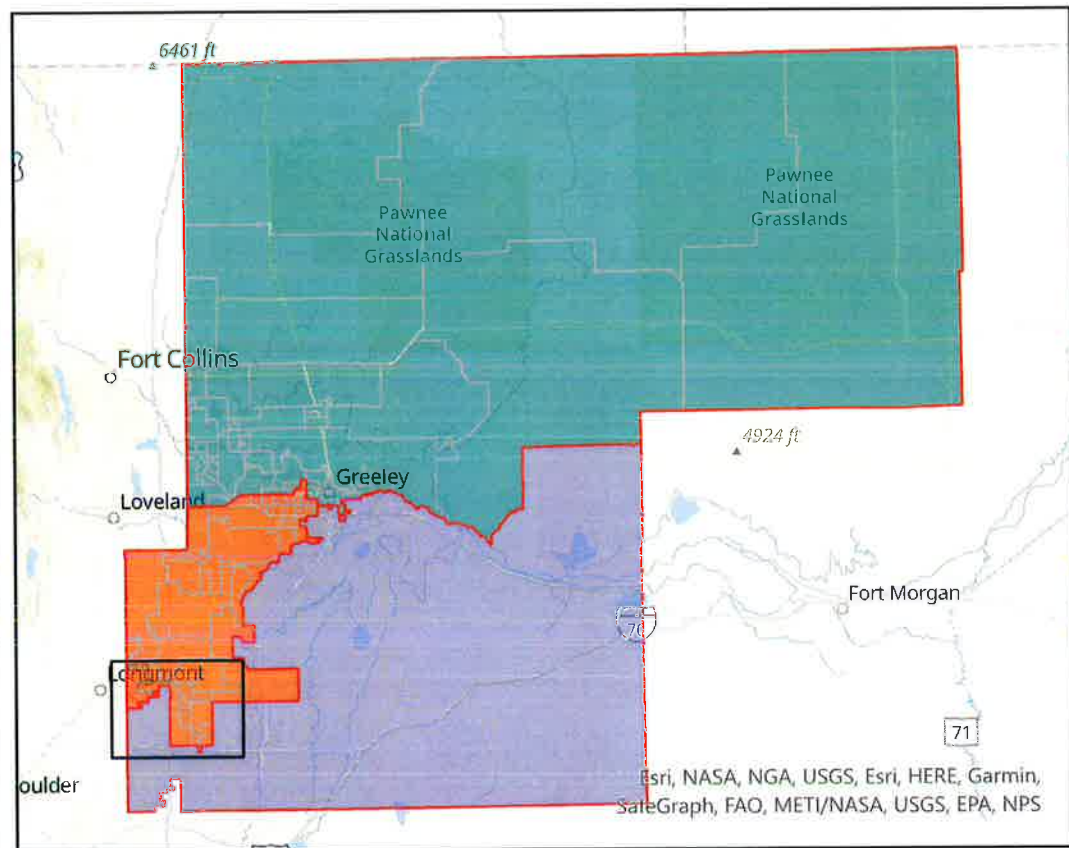 6461 ft
Pawnee
National
Grasslands
Pawnee
National
Grasslands
Fort Collins
4924 ft
Greeley
Loveland
Fort Morgan
76
Longmont
71
oulder
Esri, NASA, NGA, USGS, Esri, HERE, Garmin,
SafeGraph, FAO, METI/NASA, USGS, EPA, NPS